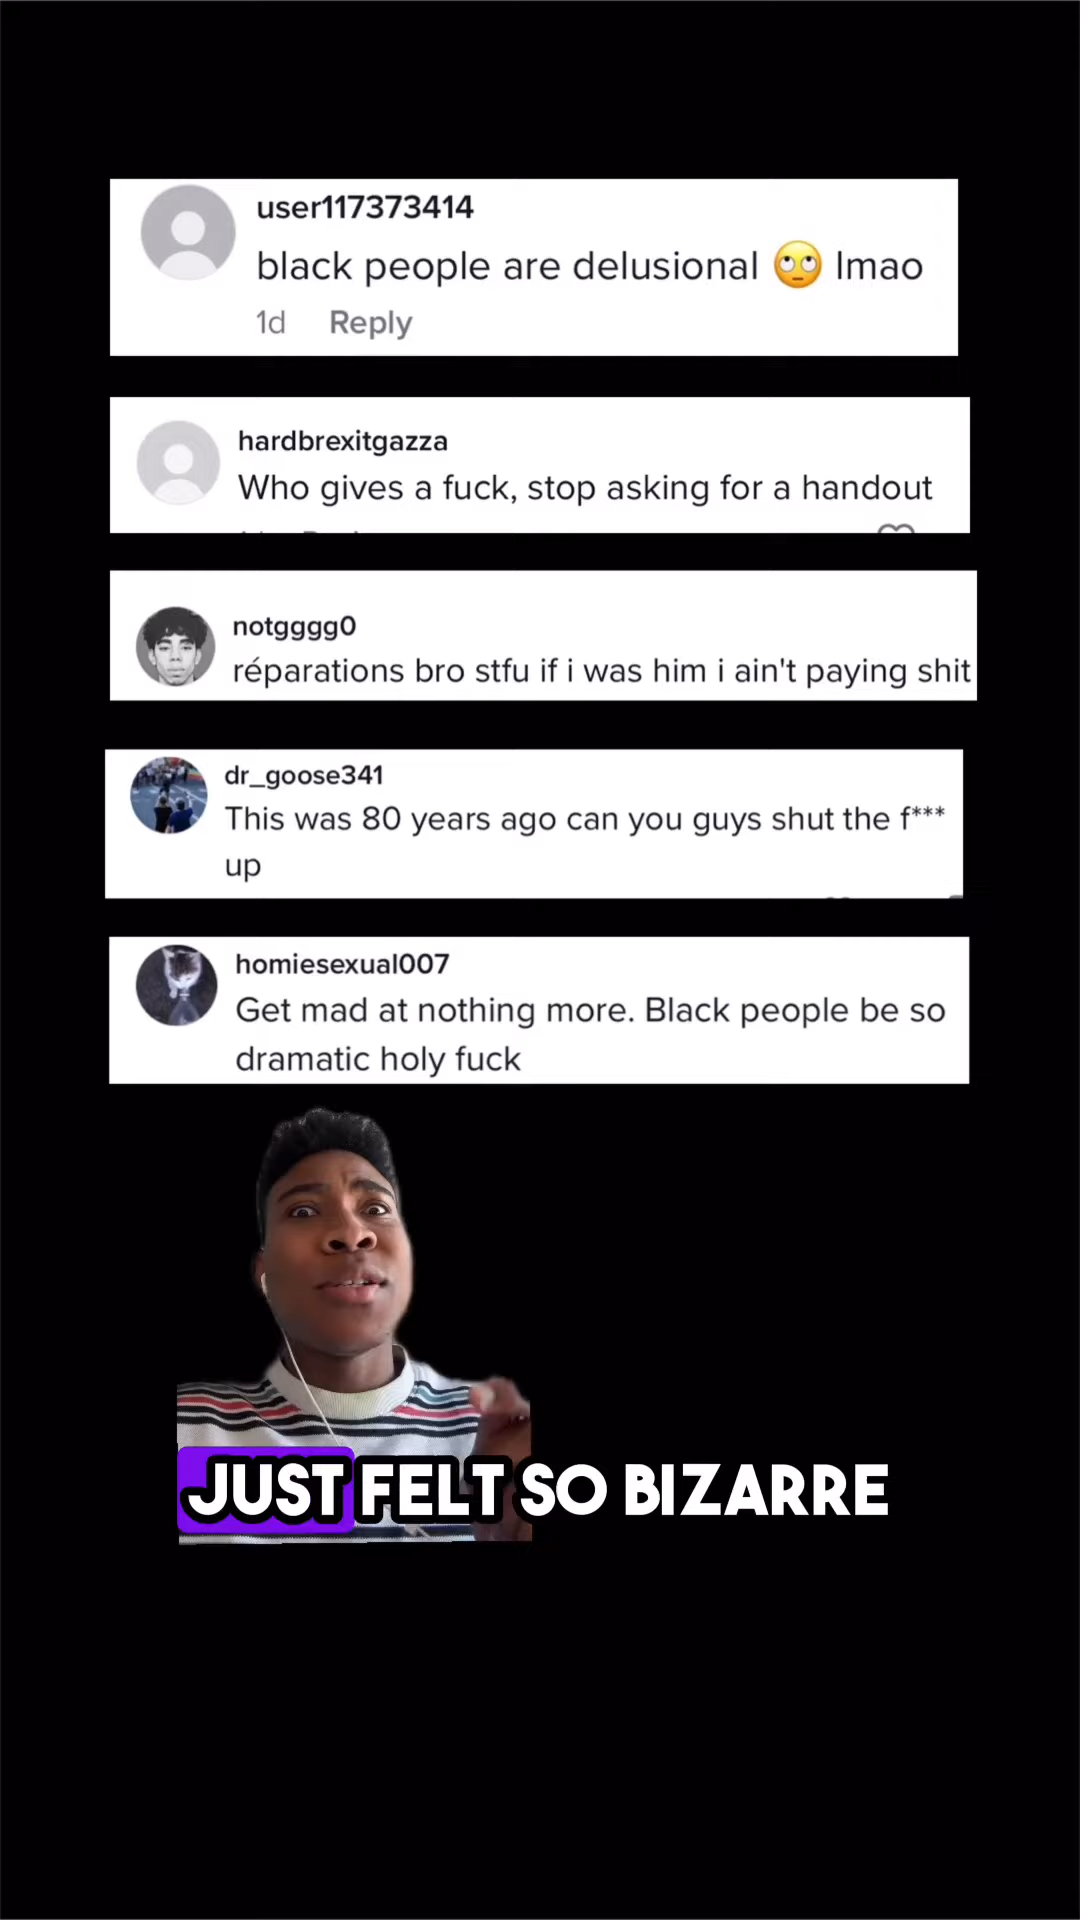 user117373414
black people are delusional 🙄 lmao
1d Reply
hardbrexitgazza
Who gives a fuck, stop asking for a handout
notgggg0
réparations bro stfu if i was him i ain't paying shit
dr_goose341
This was 80 years ago can you guys shut the f***
up
homiesexual007
Get mad at nothing more. Black people be so
dramatic holy fuck
JUST FELT SO BIZARRE